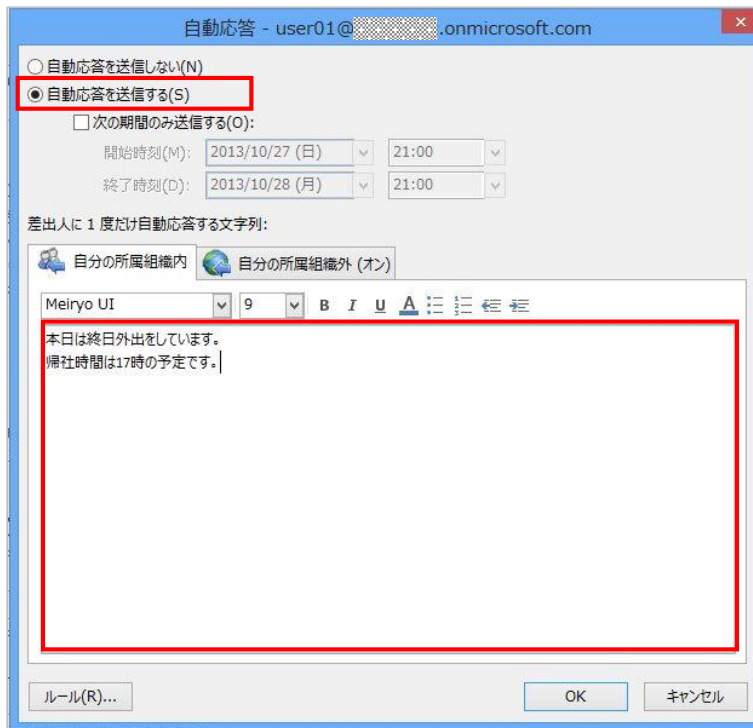 自動応答 - user01@ .onmicrosoft.com
自動応答を送信しない(N)
自動応答を送信する(S)
次の期間のみ送信する(O):
開始時刻(M): 2013/10/27 (日) 21:00
終了時刻(D): 2013/10/28 (月) 21:00
差出人に 1 度だけ自動応答する文字列:
自分の所属組織内 自分の所属組織外 (オン)
Meiryo UI 9 B I U A
本日は終日外出をしています。
帰社時間は17時の予定です。
ルール(R)... OK キャンセル